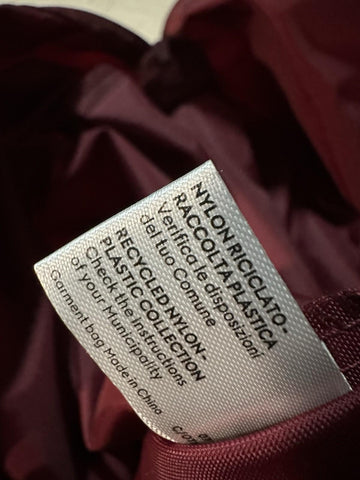 NYLON RICICLATO -
RACCOLTA PLASTICA
Verifica le disposizioni
del tuo Comune
RECYCLED NYLON-
PLASTIC COLLECTION
Check the instructions
of your Municipality
Garment bag Made in China